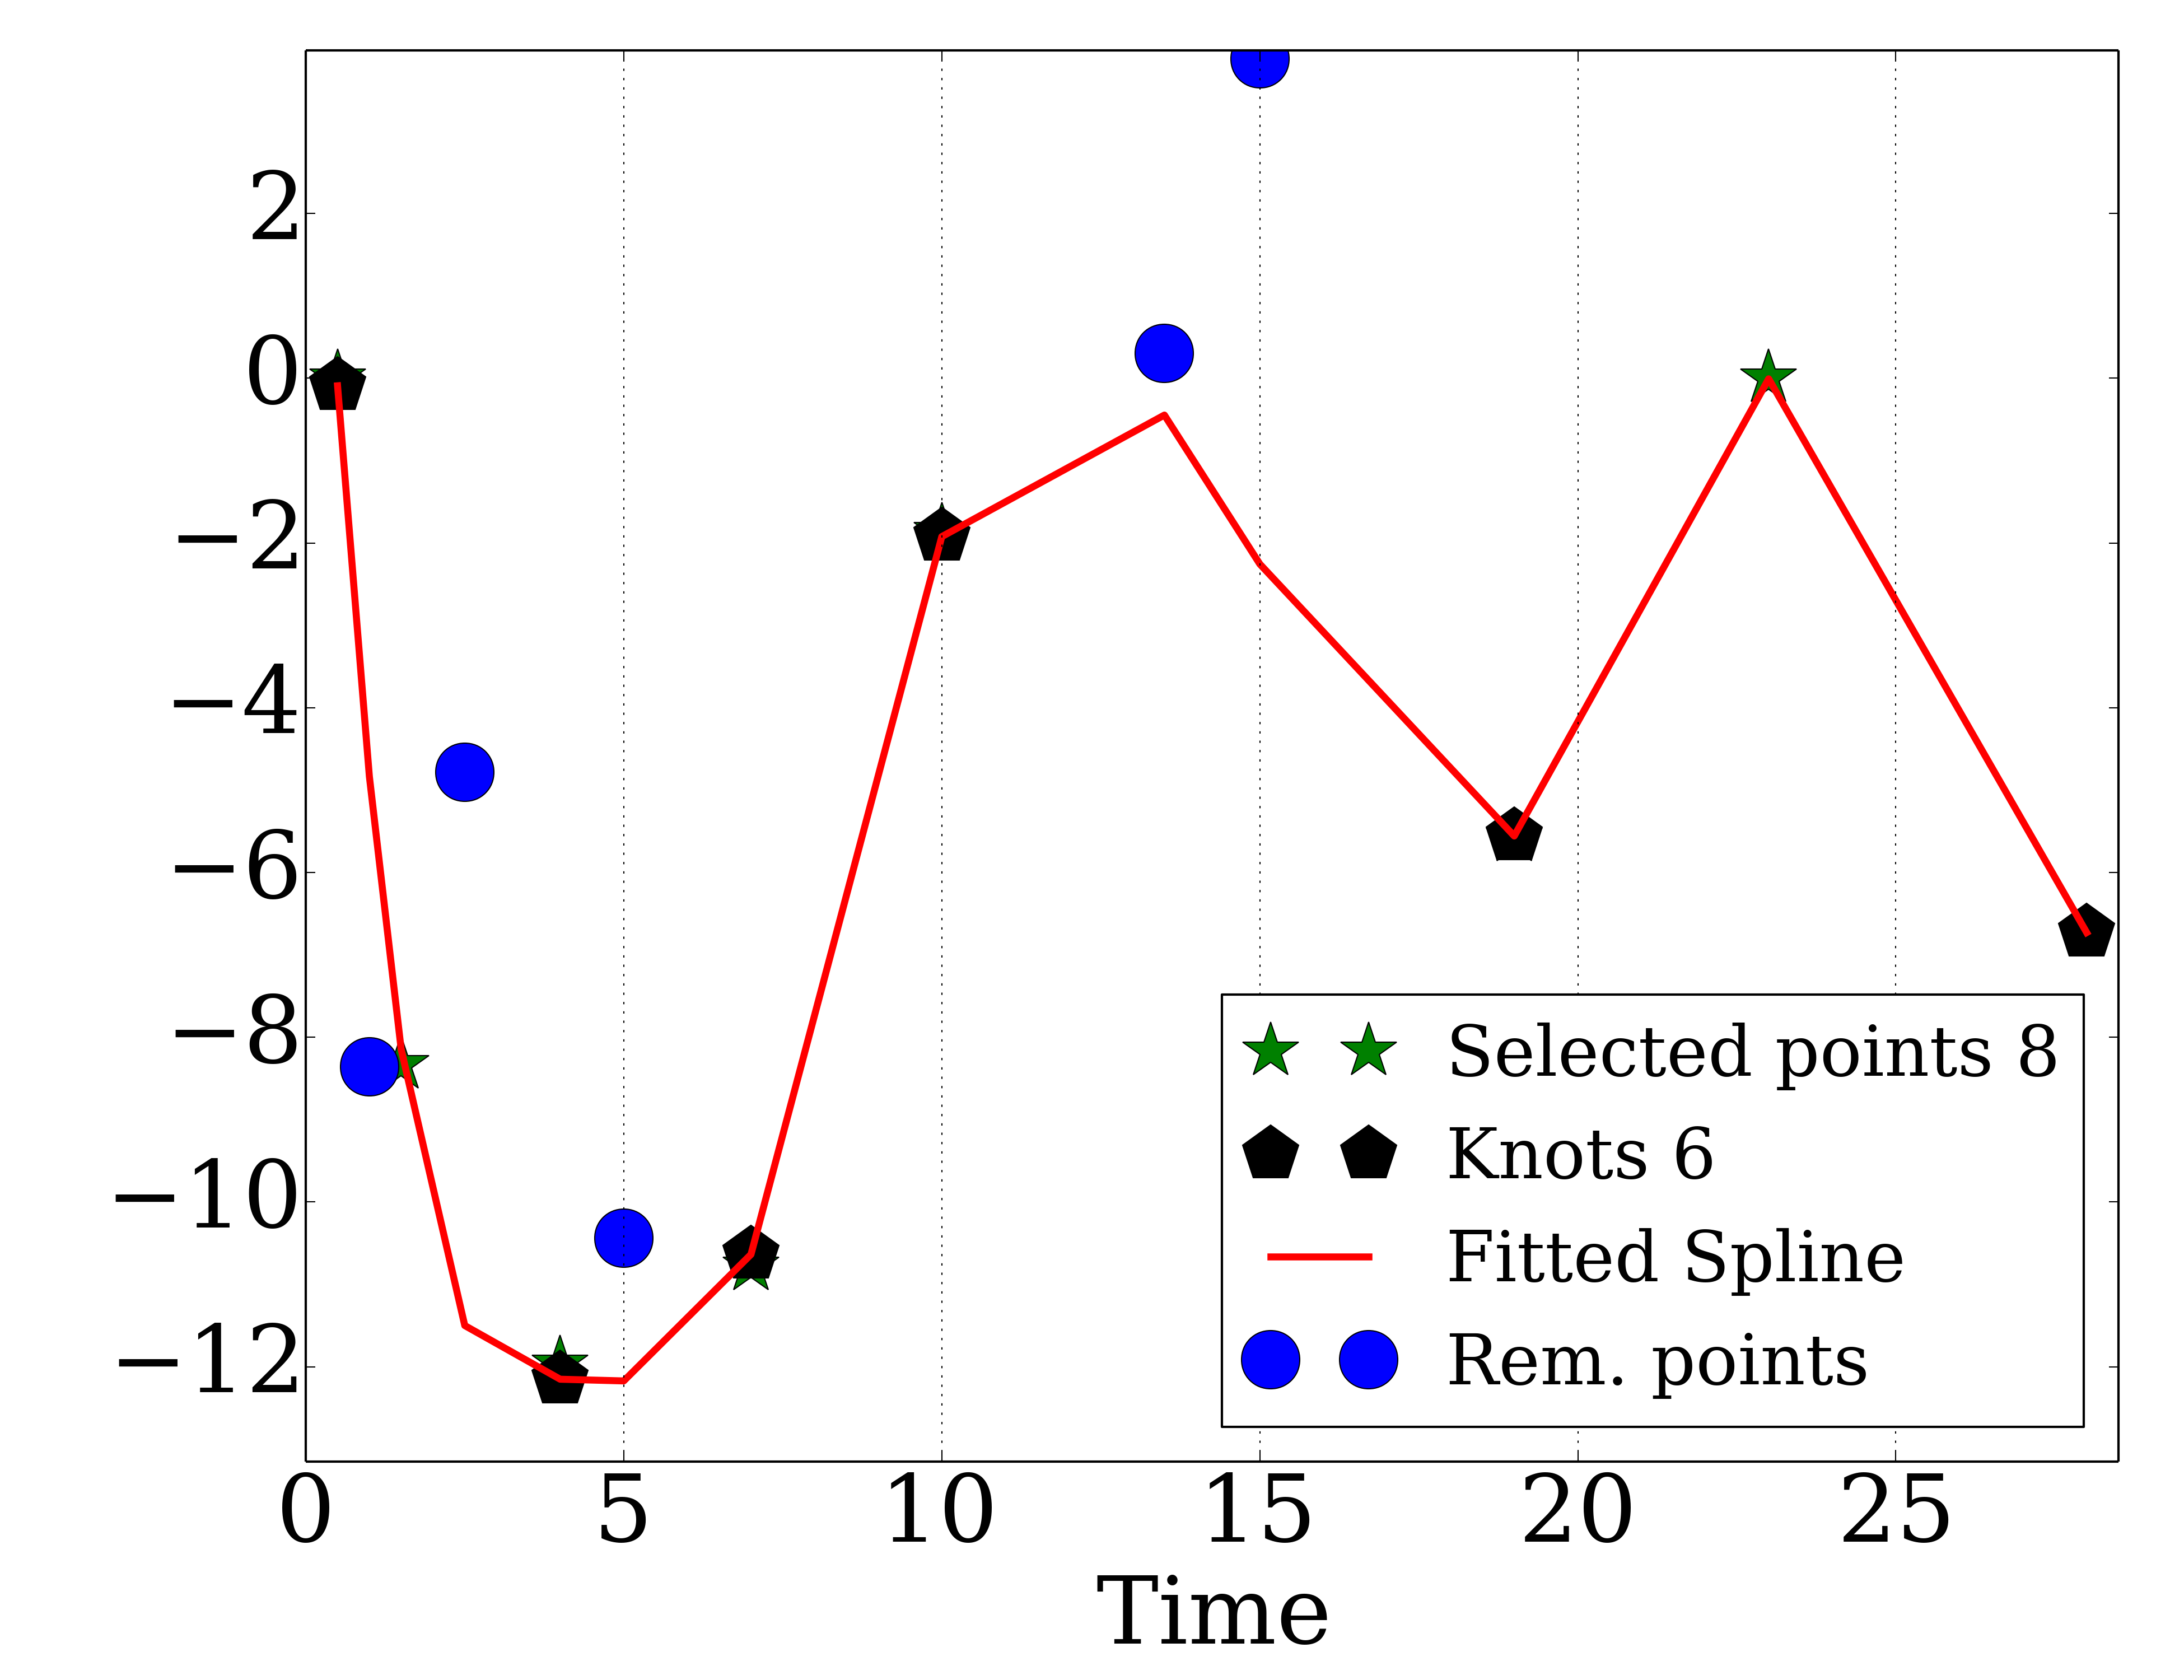 2
0
−2
−4
−6
−8
−10
−12
Selected points 8
Knots 6
Fitted Spline
Rem. points
0 5 10 15 20 25
Time